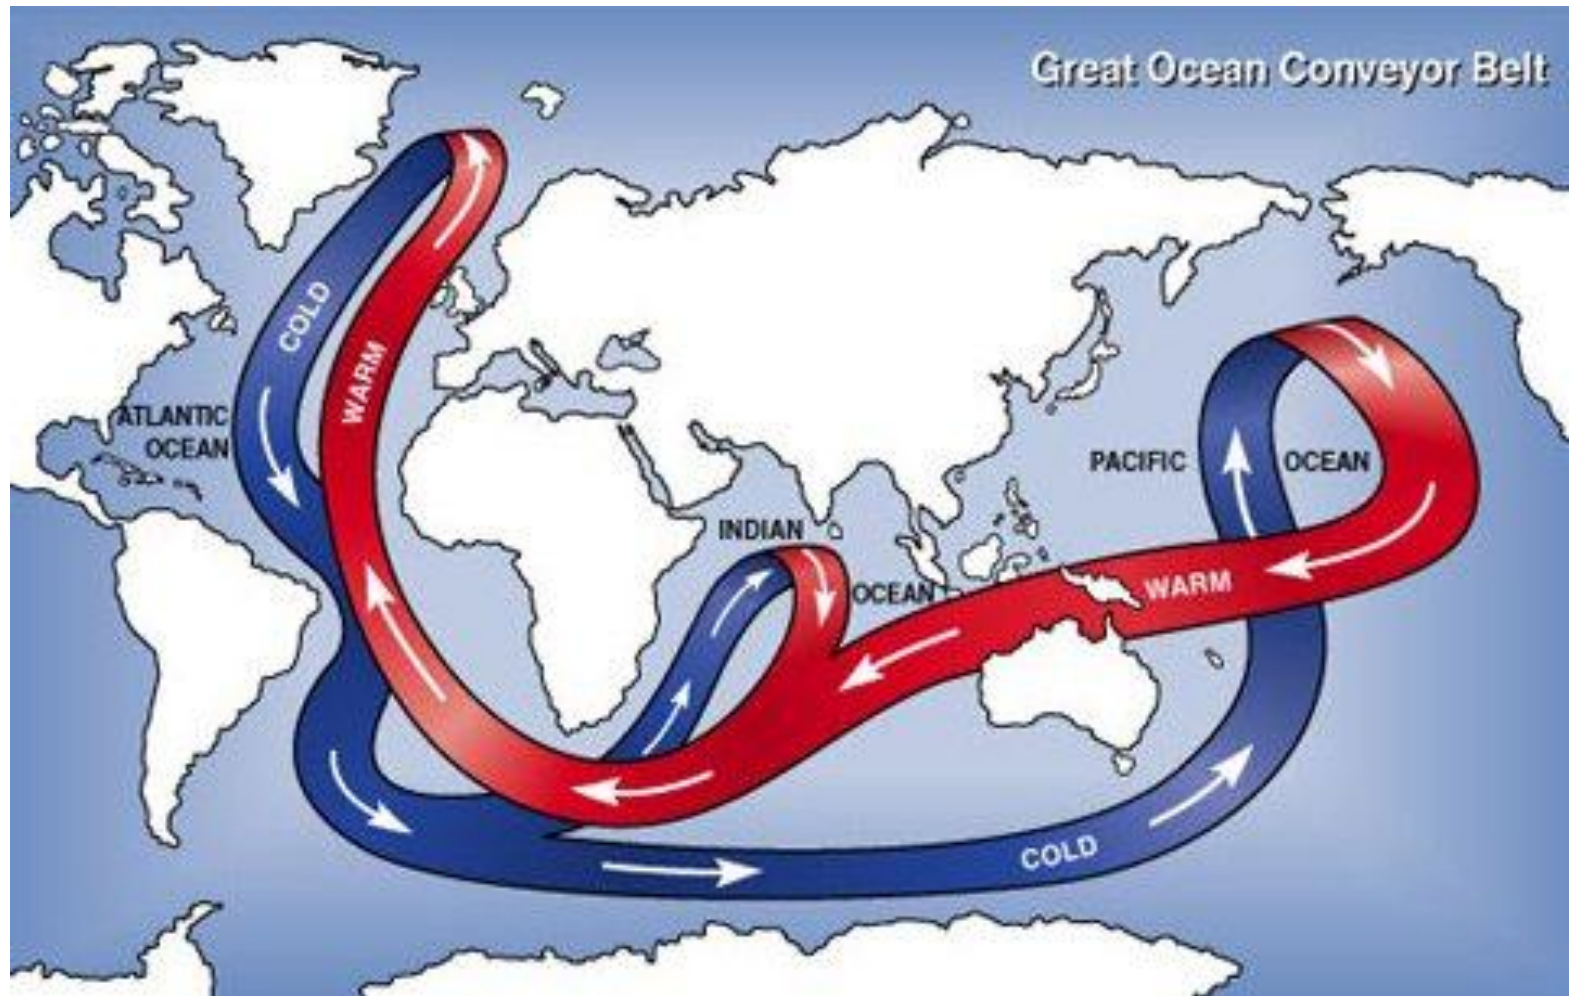 Great Ocean Conveyor Belt
COLD
WARM
ATLANTIC
OCEAN
PACIFIC
OCEAN
INDIAN
OCEAN
WARM
COLD